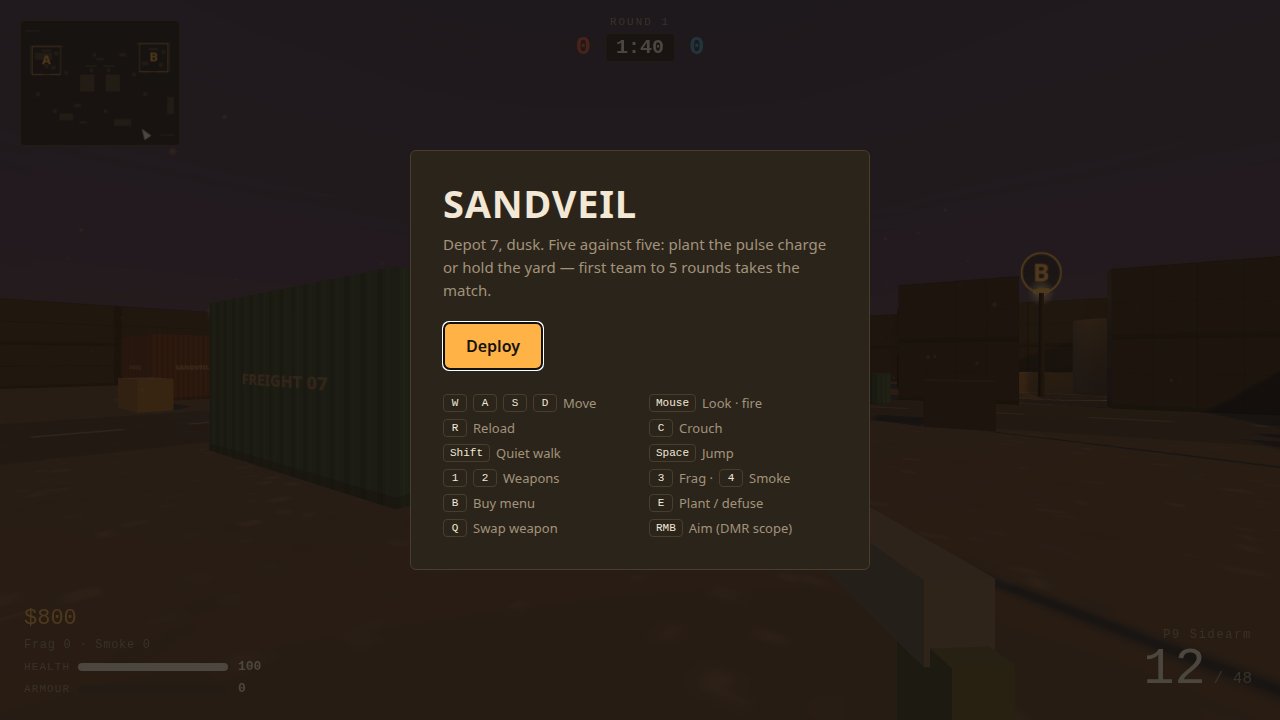 ROUND 1
0 1:40 0
A
B
B
FREIGHT 07
SANDVEIL
Depot 7, dusk. Five against five: plant the pulse charge
or hold the yard — first team to 5 rounds takes the
match.
Deploy
W A S D Move
Mouse Look · fire
R Reload
C Crouch
Shift Quiet walk
Space Jump
1 2 Weapons
3 Frag · 4 Smoke
B Buy menu
E Plant / defuse
Q Swap weapon
RMB Aim (DMR scope)
$800
Frag 0 · Smoke 0
HEALTH 100
ARMOUR 0
P9 Sidearm
12 / 48